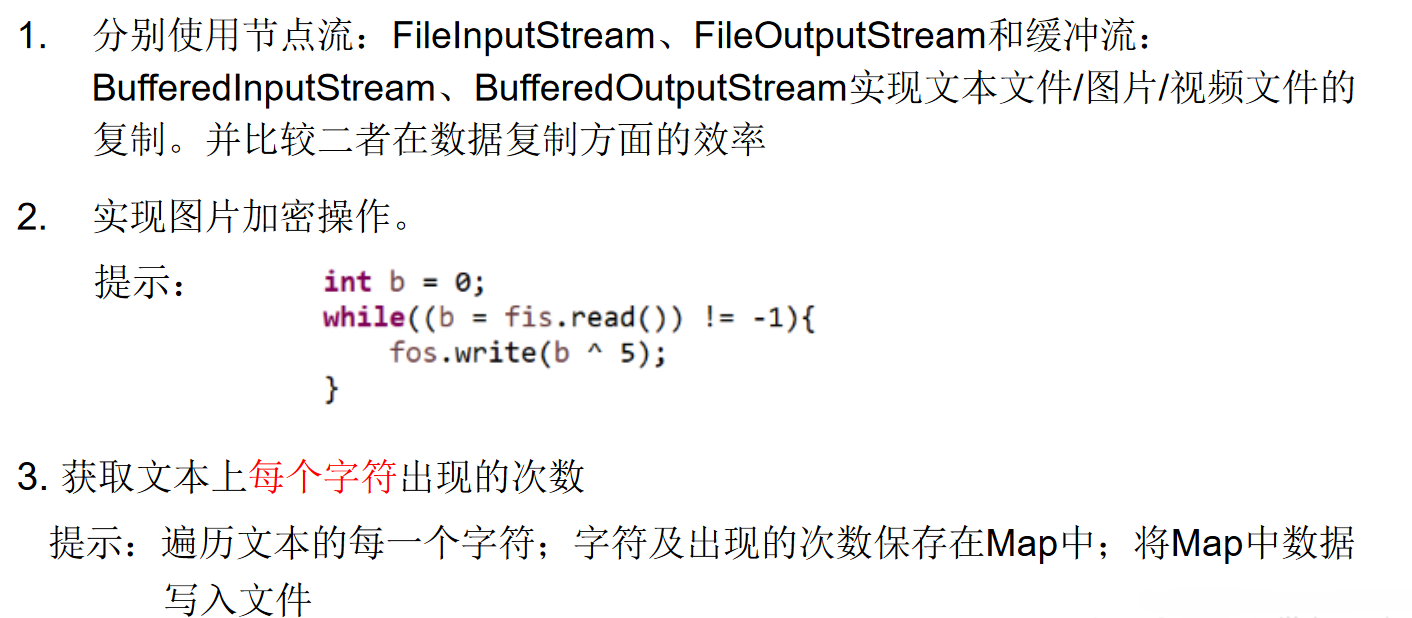 1. 分别使用节点流：FileInputStream、FileOutputStream和缓冲流：
BufferedInputStream、BufferedOutputStream实现文本文件/图片/视频文件的
复制。并比较二者在数据复制方面的效率
2. 实现图片加密操作。
提示：
int b = 0;
while((b = fis.read()) != -1){
fos.write(b ^ 5);
}
3. 获取文本上每个字符出现的次数
提示：遍历文本的每一个字符；字符及出现的次数保存在Map中；将Map中数据
写入文件